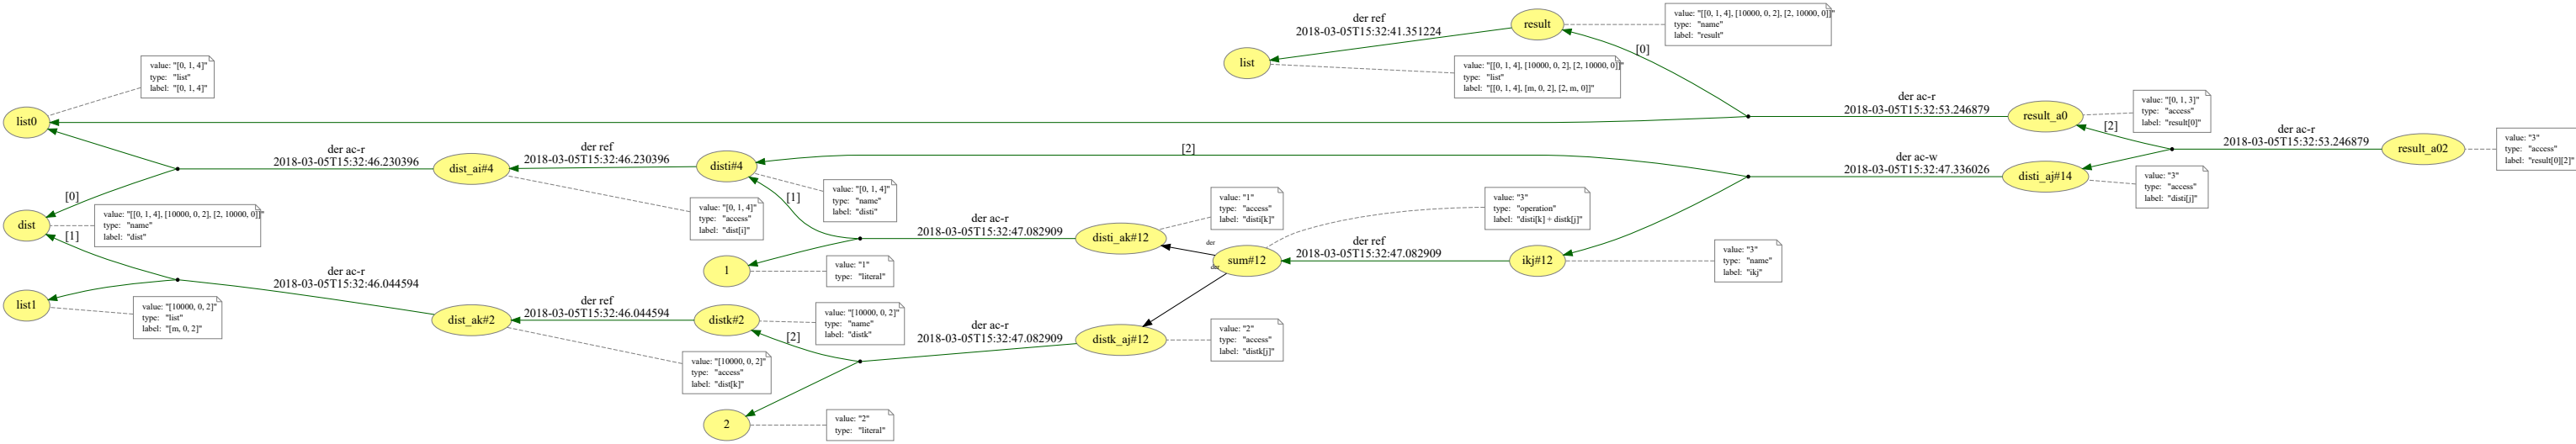 der ref
2018-03-05T15:32:41.351224
result
value: "[[0, 1, 4], [10000, 0, 2], [2, 10000, 0]]"
type: "name"
label: "result"
[0]
list
value: "[[0, 1, 4], [10000, 0, 2], [2, 10000, 0]]"
type: "list"
label: "[[0, 1, 4], [m, 0, 2], [2, m, 0]]"
value: "[0, 1, 4]"
type: "list"
label: "[0, 1, 4]"
list0
der ac-r
2018-03-05T15:32:53.246879
result_a0
value: "[0, 1, 3]"
type: "access"
label: "result[0]"
[2]
der ac-r
2018-03-05T15:32:53.246879
result_a02
value: "3"
type: "access"
label: "result[0][2]"
der ac-r
2018-03-05T15:32:46.230396
dist_ai#4
der ref
2018-03-05T15:32:46.230396
disti#4
[2]
der ac-w
2018-03-05T15:32:47.336026
disti_aj#14
value: "3"
type: "access"
label: "disti[j]"
[0]
dist
value: "[[0, 1, 4], [10000, 0, 2], [2, 10000, 0]]"
type: "name"
label: "dist"
[1]
value: "[0, 1, 4]"
type: "access"
label: "dist[i]"
value: "[0, 1, 4]"
type: "name"
label: "disti"
[1]
der ac-r
2018-03-05T15:32:47.082909
disti_ak#12
value: "1"
type: "access"
label: "disti[k]"
value: "3"
type: "operation"
label: "disti[k] + distk[j]"
der
der
sum#12
der ref
2018-03-05T15:32:47.082909
ikj#12
value: "3"
type: "name"
label: "ikj"
1
value: "1"
type: "literal"
der ac-r
2018-03-05T15:32:46.044594
list1
value: "[10000, 0, 2]"
type: "list"
label: "[m, 0, 2]"
dist_ak#2
der ref
2018-03-05T15:32:46.044594
distk#2
value: "[10000, 0, 2]"
type: "name"
label: "distk"
[2]
der ac-r
2018-03-05T15:32:47.082909
distk_aj#12
value: "2"
type: "access"
label: "distk[j]"
value: "[10000, 0, 2]"
type: "access"
label: "dist[k]"
2
value: "2"
type: "literal"